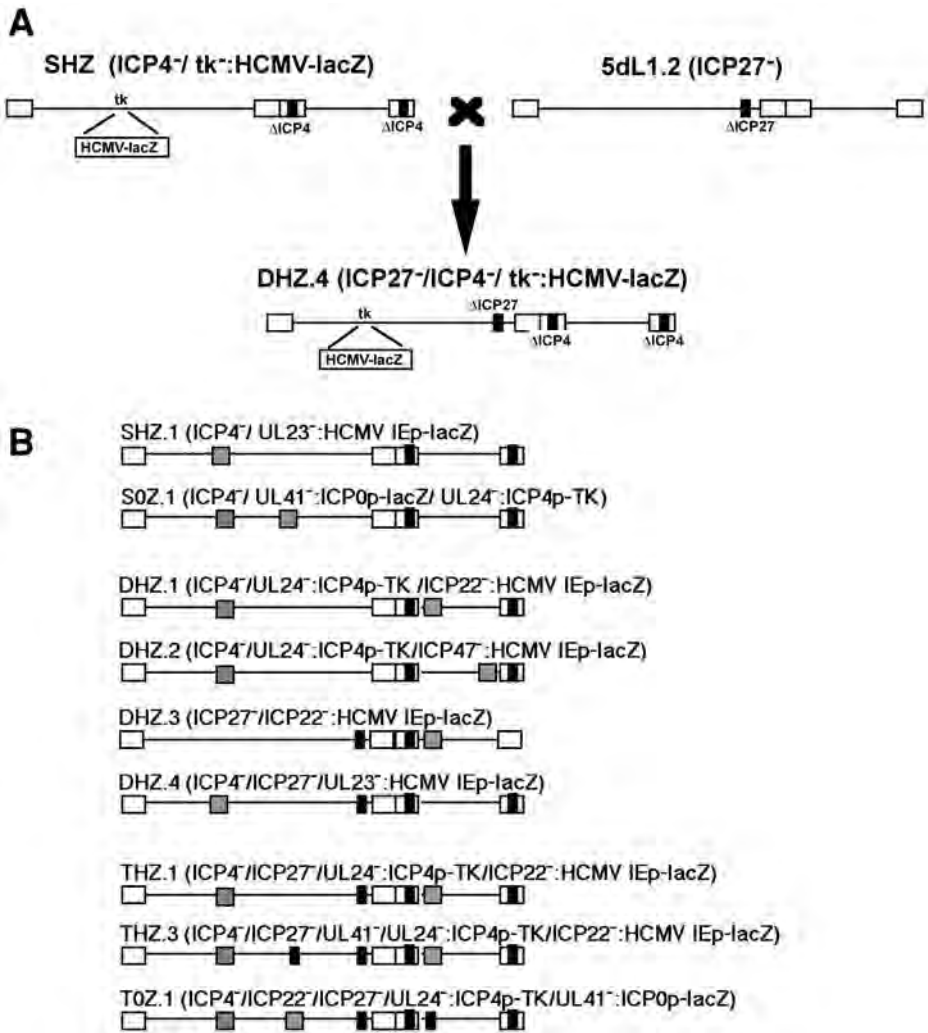 A
SHZ (ICP4⁻/ tk⁻:HCMV-lacZ)
5dL1.2 (ICP27⁻)
tk
HCMV-lacZ
ΔICP4
ΔICP4
ΔICP27
DHZ.4 (ICP27⁻/ICP4⁻/ tk⁻:HCMV-lacZ)
tk
ΔICP27
HCMV-lacZ
ΔICP4
ΔICP4
B
SHZ.1 (ICP4⁻/ UL23⁻:HCMV IEp-lacZ)
S0Z.1 (ICP4⁻/ UL41⁻:ICP0p-lacZ/ UL24⁻:ICP4p-TK)
DHZ.1 (ICP4⁻/UL24⁻:ICP4p-TK /ICP22⁻:HCMV IEp-lacZ)
DHZ.2 (ICP4⁻/UL24⁻:ICP4p-TK/ICP47⁻:HCMV IEp-lacZ)
DHZ.3 (ICP27⁻/ICP22⁻:HCMV IEp-lacZ)
DHZ.4 (ICP4⁻/ICP27⁻/UL23⁻:HCMV IEp-lacZ)
THZ.1 (ICP4⁻/ICP27⁻/UL24⁻:ICP4p-TK/ICP22⁻:HCMV IEp-lacZ)
THZ.3 (ICP4⁻/ICP27⁻/UL41⁻/UL24⁻:ICP4p-TK/ICP22⁻:HCMV IEp-lacZ)
T0Z.1 (ICP4⁻/ICP22⁻/ICP27⁻/UL24⁻:ICP4p-TK/UL41⁻:ICP0p-lacZ)